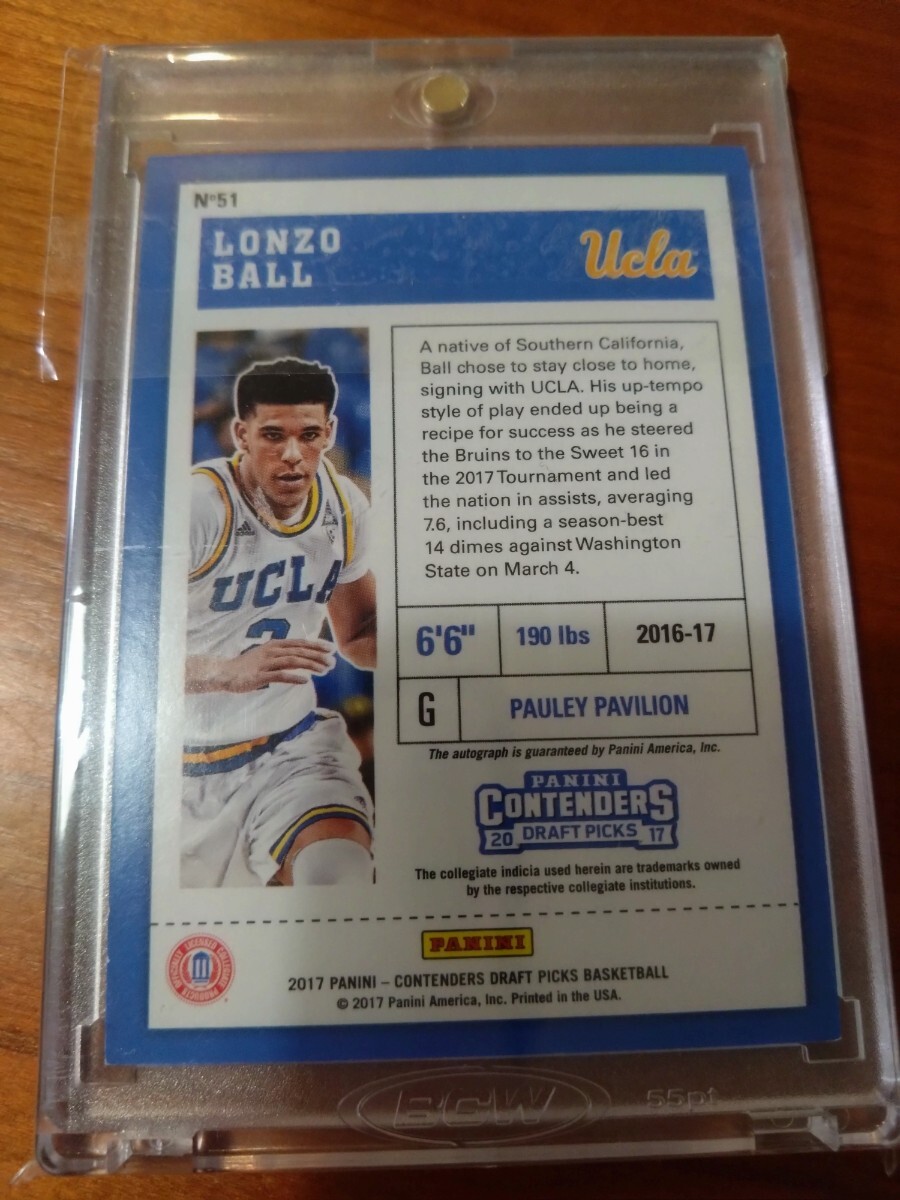 Nº51
LONZO
BALL
Ucla
A native of Southern California,
Ball chose to stay close to home,
signing with UCLA. His up-tempo
style of play ended up being a
recipe for success as he steered
the Bruins to the Sweet 16 in
the 2017 Tournament and led
the nation in assists, averaging
7.6, including a season-best
14 dimes against Washington
State on March 4.
UCLA
2
6'6" 190 lbs 2016-17
G PAULEY PAVILION
The autograph is guaranteed by Panini America, Inc.
PANINI
CONTENDERS
20 DRAFT PICKS 17
The collegiate indicia used herein are trademarks owned
by the respective collegiate institutions.
OFFICIALLY LICENSED COLLEGIATE PRODUCTS
PANINI
2017 PANINI – CONTENDERS DRAFT PICKS BASKETBALL
© 2017 Panini America, Inc. Printed in the USA.
BCW
55pt